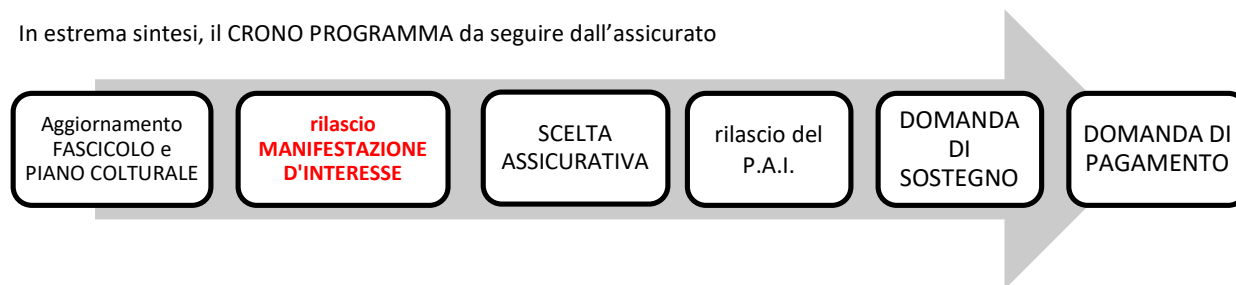 In estrema sintesi, il CRONO PROGRAMMA da seguire dall’assicurato
Aggiornamento
FASCICOLO e
PIANO COLTURALE
rilascio
MANIFESTAZIONE
D'INTERESSE
SCELTA
ASSICURATIVA
rilascio del
P.A.I.
DOMANDA
DI
SOSTEGNO
DOMANDA DI
PAGAMENTO